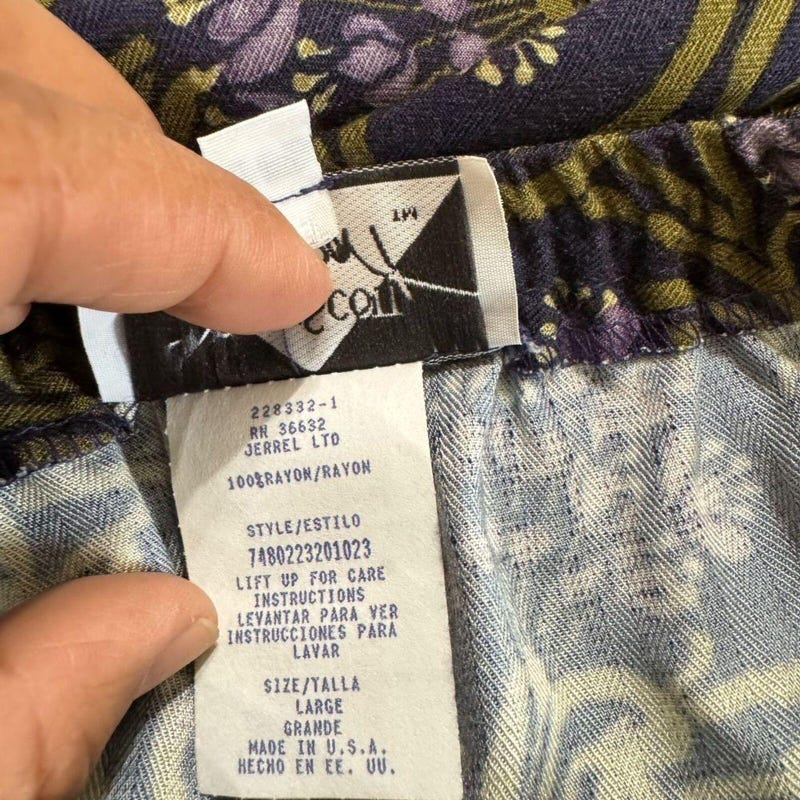 TM
228332-1
RN 36632
JERREL LTD
100%RAYON/RAYON
STYLE/ESTILO
7480223201023
LIFT UP FOR CARE
INSTRUCTIONS
LEVANTAR PARA VER
INSTRUCCIONES PARA
LAVAR
SIZE/TALLA
LARGE
GRANDE
MADE IN U.S.A.
HECHO EN EE. UU.